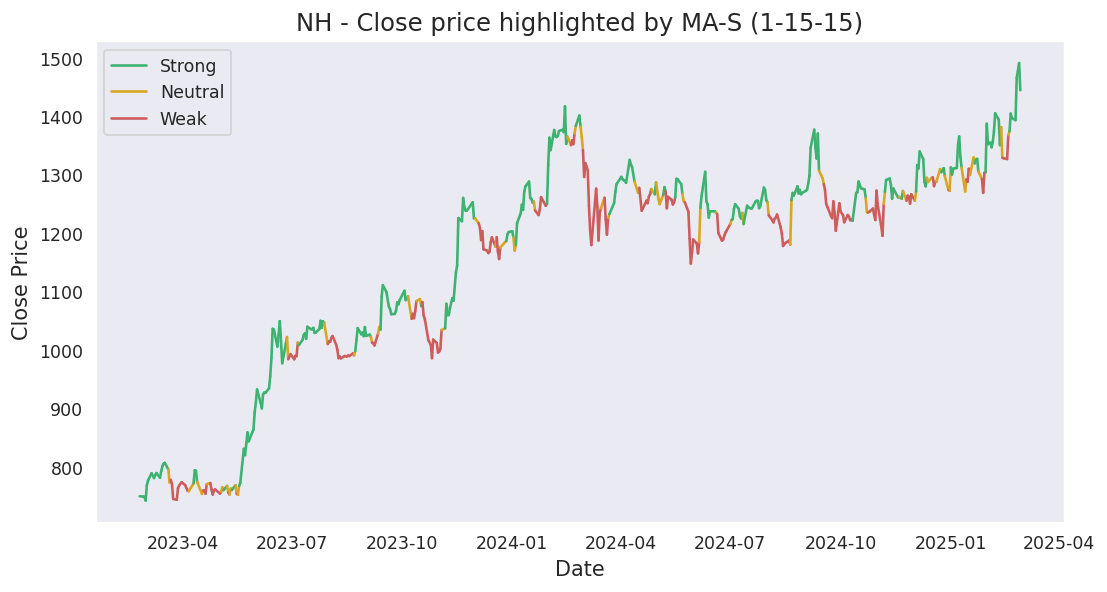 NH - Close price highlighted by MA-S (1-15-15)
Strong
Neutral
Weak
Close Price
1500
1400
1300
1200
1100
1000
900
800
2023-04 2023-07 2023-10 2024-01 2024-04 2024-07 2024-10 2025-01 2025-04
Date